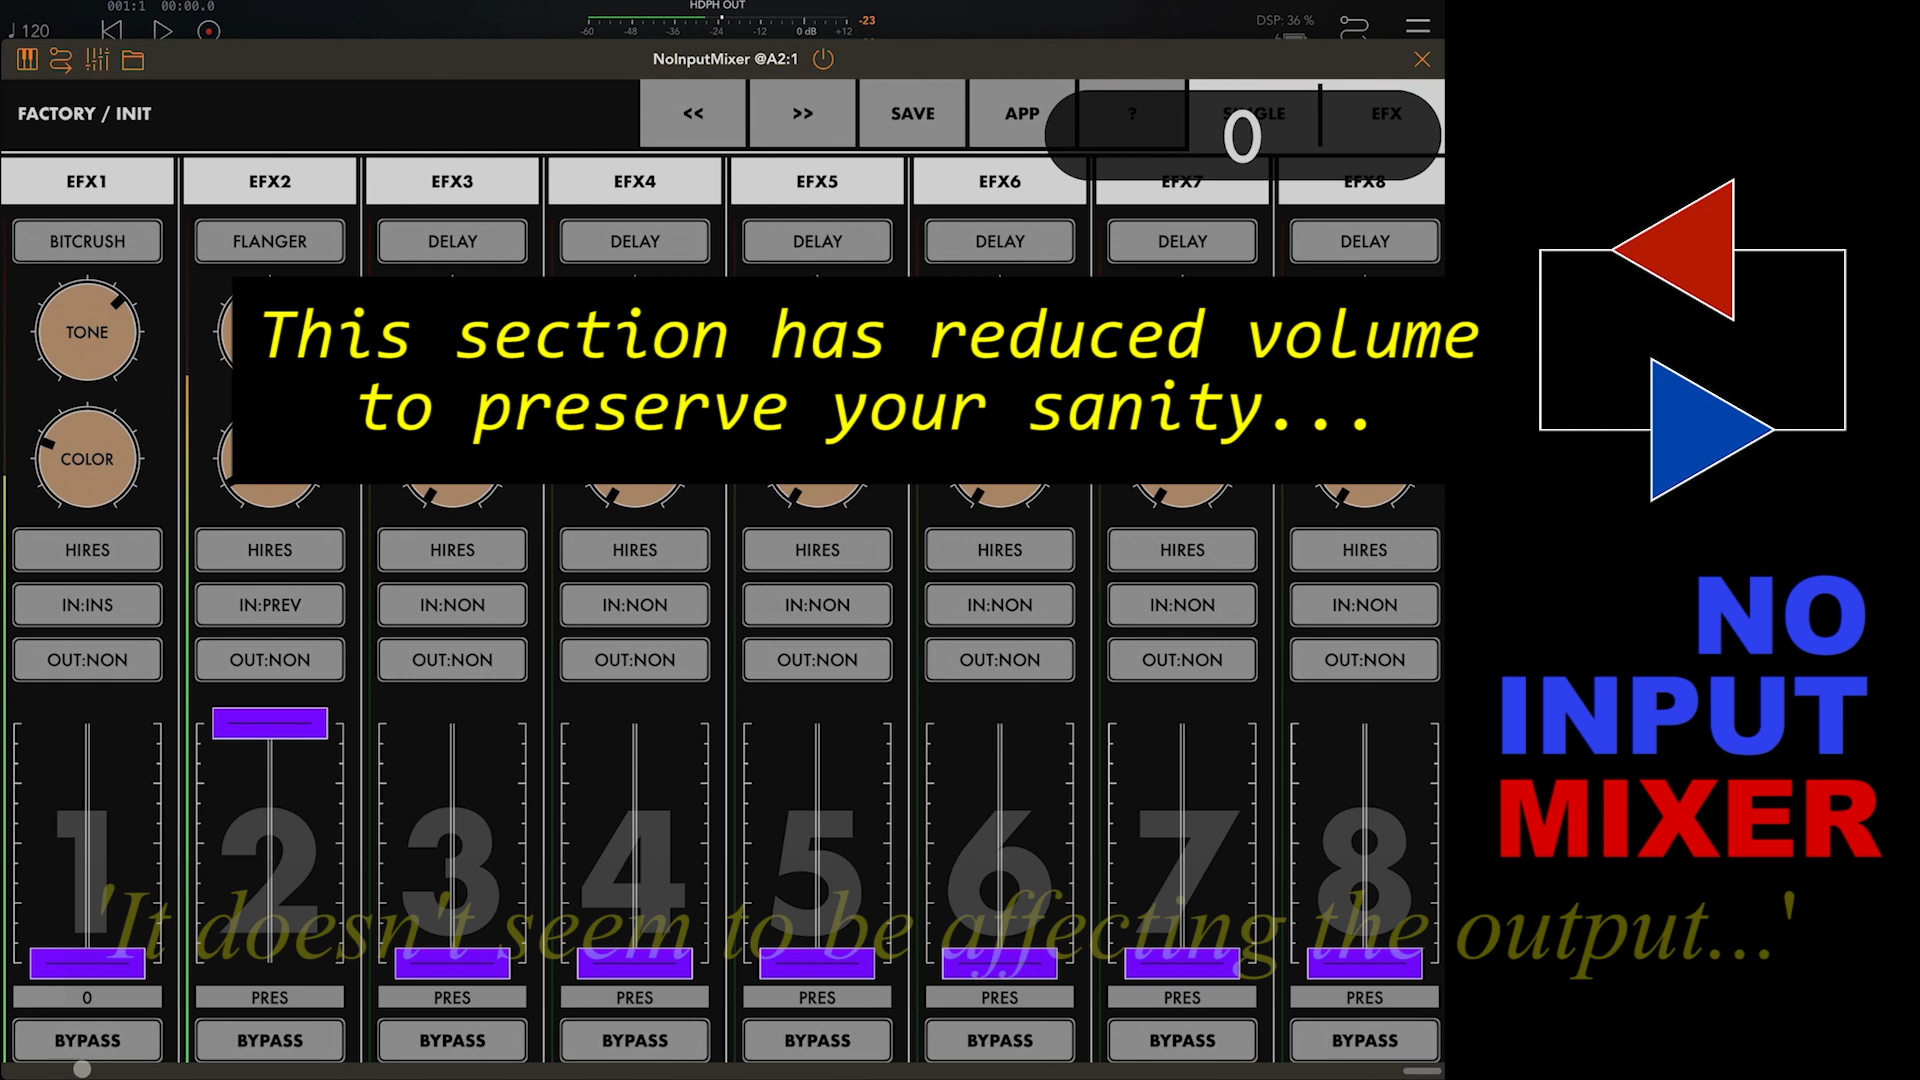 001:1 00:00.0
HDPH OUT
♩ 120
-60 -48 -36 -24 -12 0 dB +12
-23
DSP: 36 %
NoInputMixer @A2:1
FACTORY / INIT
<< >> SAVE APP ? SINGLE EFX
0
EFX1 EFX2 EFX3 EFX4 EFX5 EFX6 EFX7 EFX8
BITCRUSH FLANGER DELAY DELAY DELAY DELAY DELAY DELAY
TONE
This section has reduced volume
to preserve your sanity...
COLOR
HIRES HIRES HIRES HIRES HIRES HIRES HIRES HIRES
IN:INS IN:PREV IN:NON IN:NON IN:NON IN:NON IN:NON IN:NON
OUT:NON OUT:NON OUT:NON OUT:NON OUT:NON OUT:NON OUT:NON OUT:NON
1 2 3 4 5 6 7 8
'It doesn't seem to be affecting the output...'
0 PRES PRES PRES PRES PRES PRES PRES
BYPASS BYPASS BYPASS BYPASS BYPASS BYPASS BYPASS BYPASS
NO
INPUT
MIXER